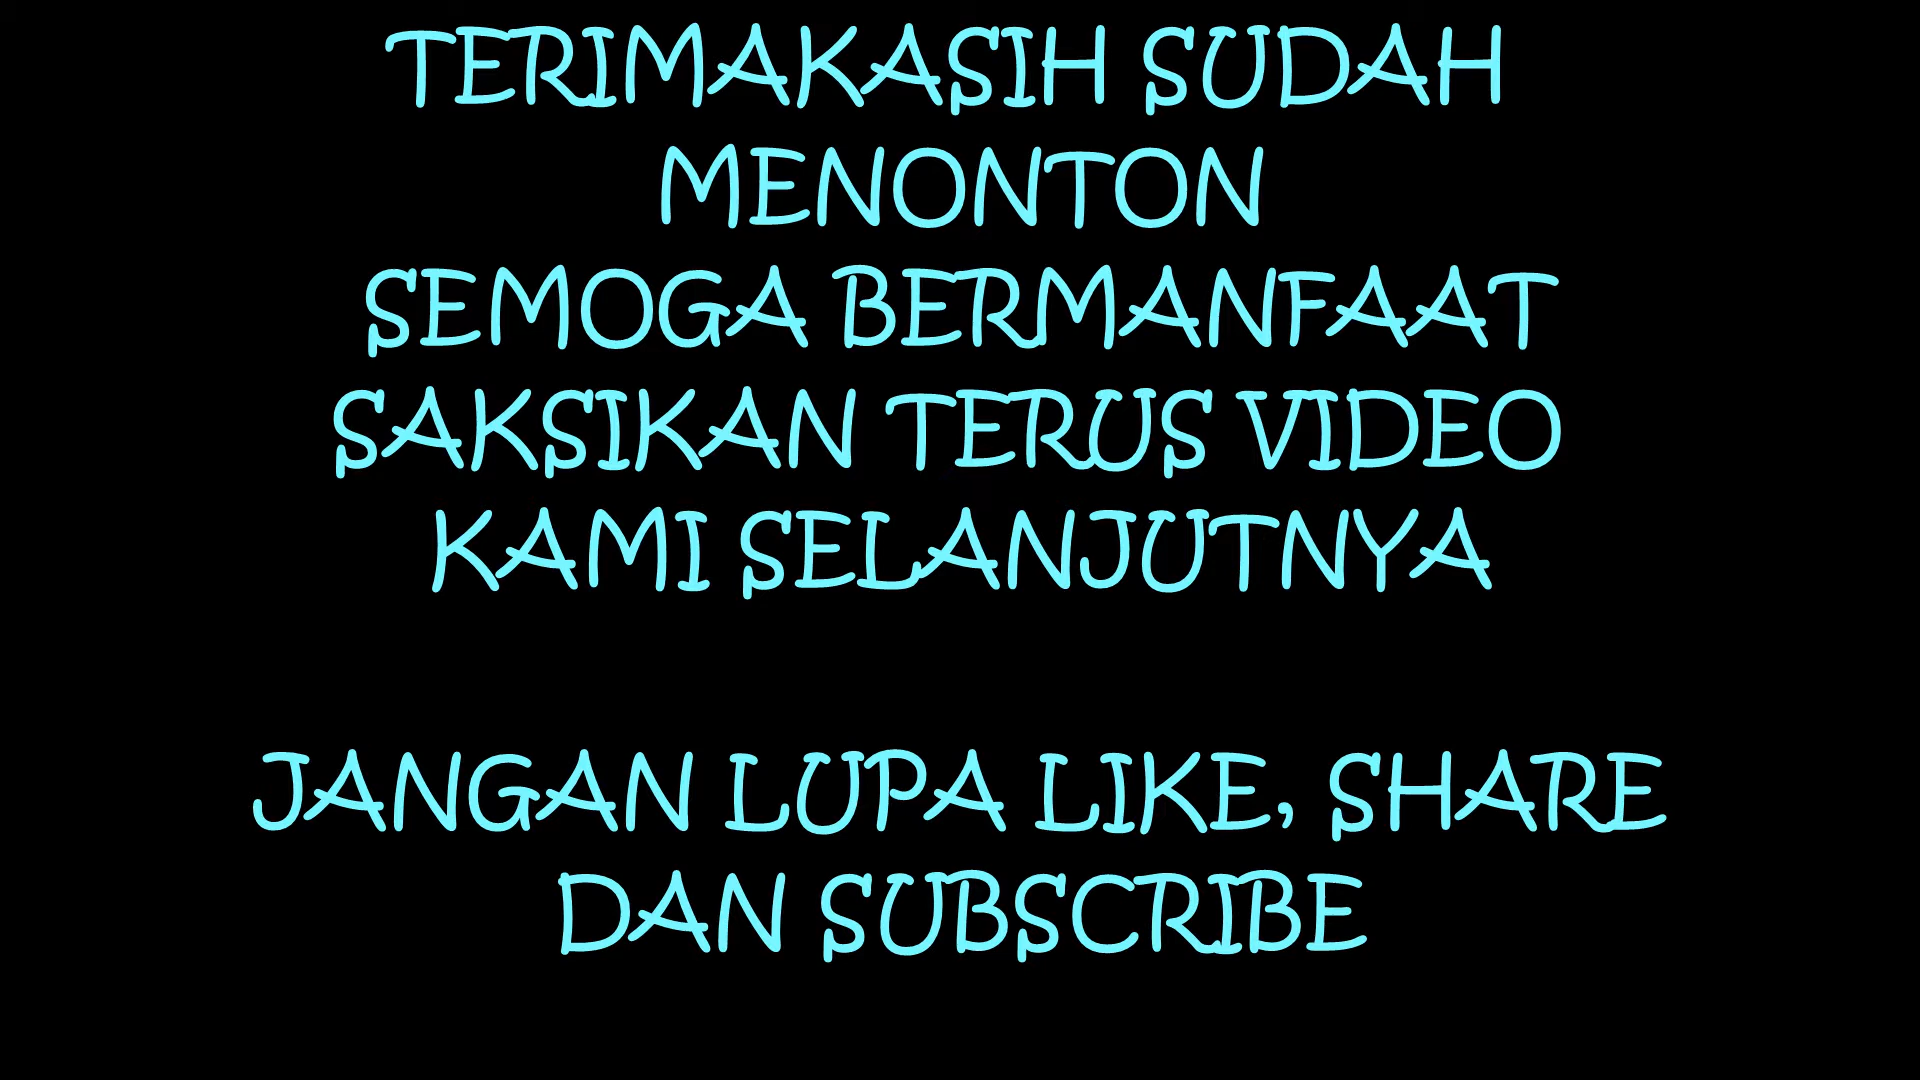 TERIMAKASIH SUDAH
MENONTON
SEMOGA BERMANFAAT
SAKSIKAN TERUS VIDEO
KAMI SELANJUTNYA
JANGAN LUPA LIKE, SHARE
DAN SUBSCRIBE